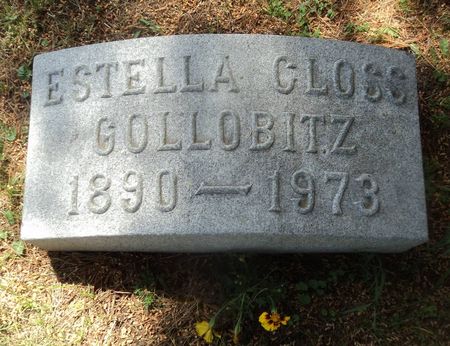 ESTELLA CLOSS
GOLLOBITZ
1890 — 1973